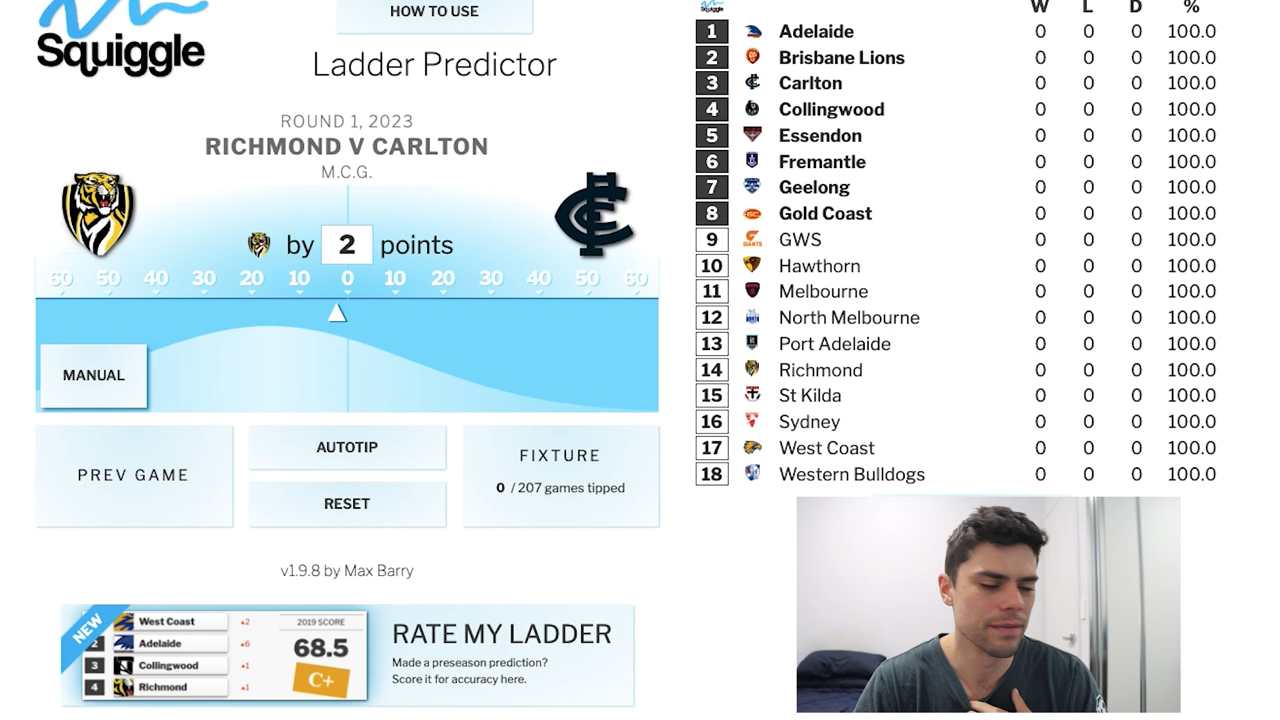 Squiggle
HOW TO USE
Ladder Predictor
ROUND 1, 2023
RICHMOND V CARLTON
M.C.G.
by 2 points
60 50 40 30 20 10 0 10 20 30 40 50 60
MANUAL
PREV GAME
AUTOTIP
RESET
FIXTURE
0 / 207 games tipped
v1.9.8 by Max Barry
NEW
West Coast 2
2 Adelaide 6
3 Collingwood 1
4 Richmond 1
2019 SCORE
68.5
C+
RATE MY LADDER
Made a preseason prediction?
Score it for accuracy here.
Squiggle W L D %
1 Adelaide 0 0 0 100.0
2 Brisbane Lions 0 0 0 100.0
3 Carlton 0 0 0 100.0
4 Collingwood 0 0 0 100.0
5 Essendon 0 0 0 100.0
6 Fremantle 0 0 0 100.0
7 Geelong 0 0 0 100.0
8 Gold Coast 0 0 0 100.0
9 GWS 0 0 0 100.0
10 Hawthorn 0 0 0 100.0
11 Melbourne 0 0 0 100.0
12 North Melbourne 0 0 0 100.0
13 Port Adelaide 0 0 0 100.0
14 Richmond 0 0 0 100.0
15 St Kilda 0 0 0 100.0
16 Sydney 0 0 0 100.0
17 West Coast 0 0 0 100.0
18 Western Bulldogs 0 0 0 100.0